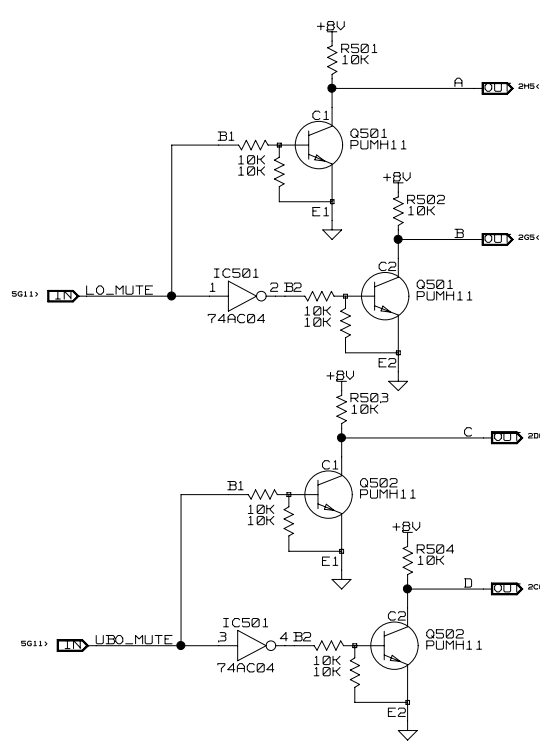 +8V
R501
10K
A OUT 2H5<
C1
B1 Q501
PUMH11
10K
10K
E1
+8V
R502
10K
B OUT 2G5<
C2
IC501 Q501
5G11> IN LO_MUTE 1 2 B2 PUMH11
74AC04 10K
10K
E2
+8V
R503
10K
C OUT 2D
C1
B1 Q502
PUMH11
10K
10K
E1
+8V
R504
10K
D OUT 2C
C2
IC501 Q502
5G11> IN UBO_MUTE 3 4 B2 PUMH11
74AC04 10K
10K
E2